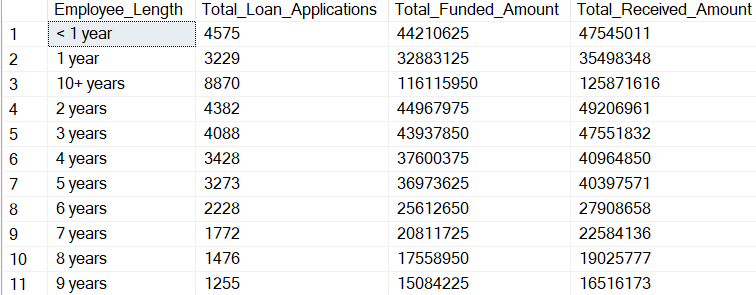 Employee_Length Total_Loan_Applications Total_Funded_Amount Total_Received_Amount
1 < 1 year 4575 44210625 47545011
2 1 year 3229 32883125 35498348
3 10+ years 8870 116115950 125871616
4 2 years 4382 44967975 49206961
5 3 years 4088 43937850 47551832
6 4 years 3428 37600375 40964850
7 5 years 3273 36973625 40397571
8 6 years 2228 25612650 27908658
9 7 years 1772 20811725 22584136
10 8 years 1476 17558950 19025777
11 9 years 1255 15084225 16516173